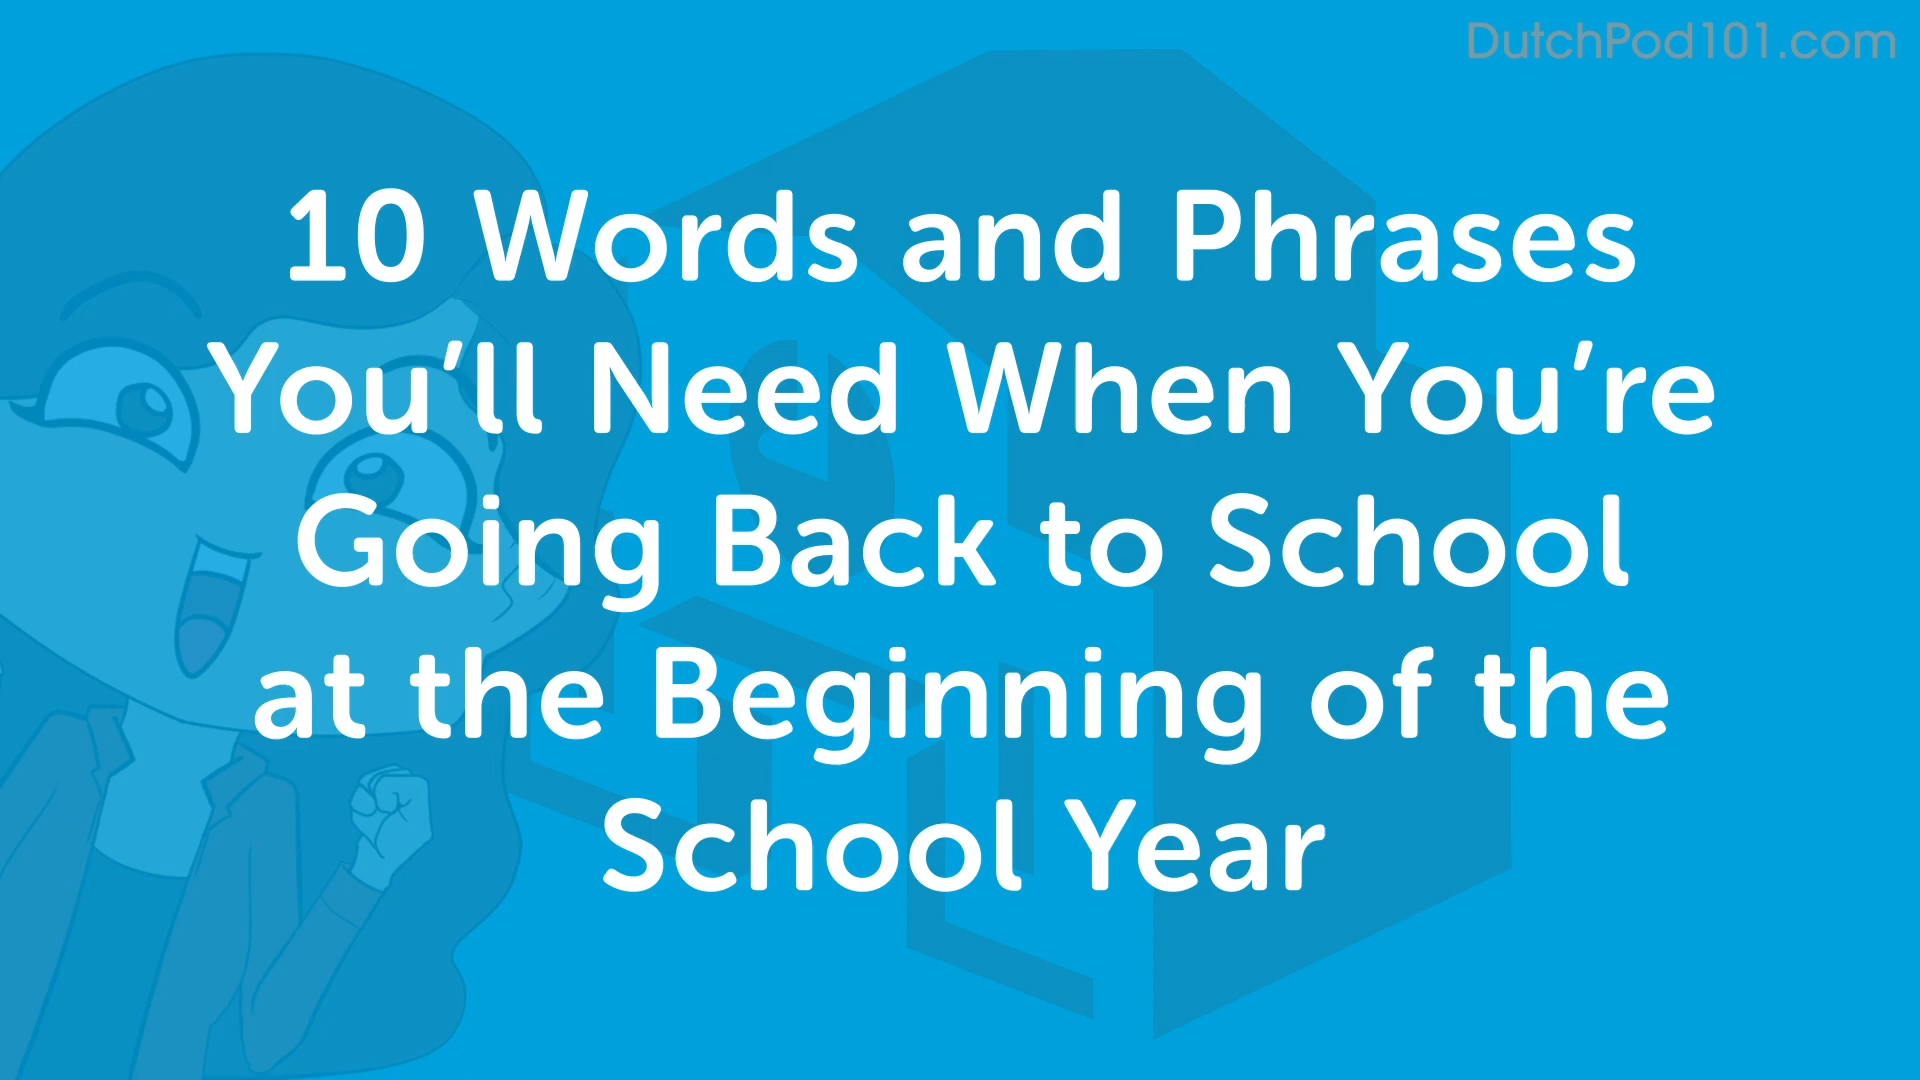 DutchPod101.com
10 Words and Phrases
You’ll Need When You’re
Going Back to School
at the Beginning of the
School Year